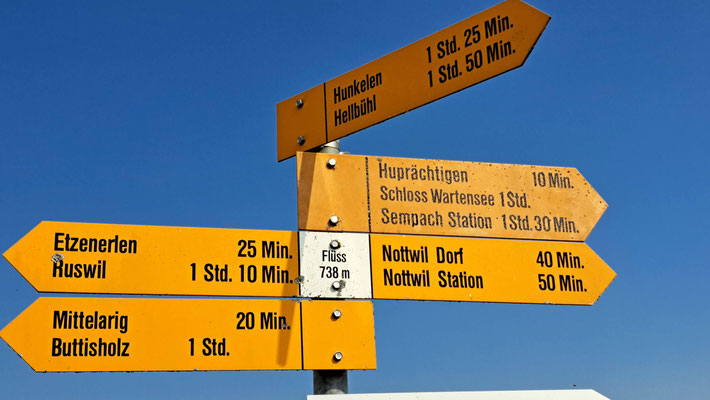 Hunkelen 1 Std. 25 Min.
Hellbühl 1 Std. 50 Min.
Huprächtigen 10 Min.
Schloss Wartensee 1 Std.
Sempach Station 1 Std. 30 Min.
Etzenerlen 25 Min.
Ruswil 1 Std. 10 Min.
Flüss
738 m
Nottwil Dorf 40 Min.
Nottwil Station 50 Min.
Mittelarig 20 Min.
Buttisholz 1 Std.